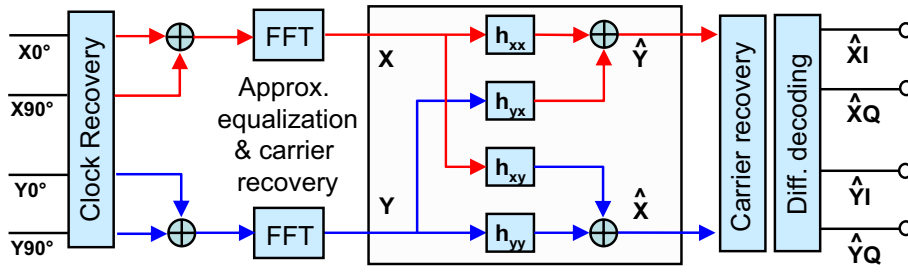 X0°
X90°
Y0°
Y90°
Clock Recovery
FFT
Approx.
equalization
& carrier
recovery
FFT
X
Y
hxx
hyx
hxy
hyy
Ŷ
X̂
Carrier recovery
Diff. decoding
X̂I
X̂Q
ŶI
ŶQ